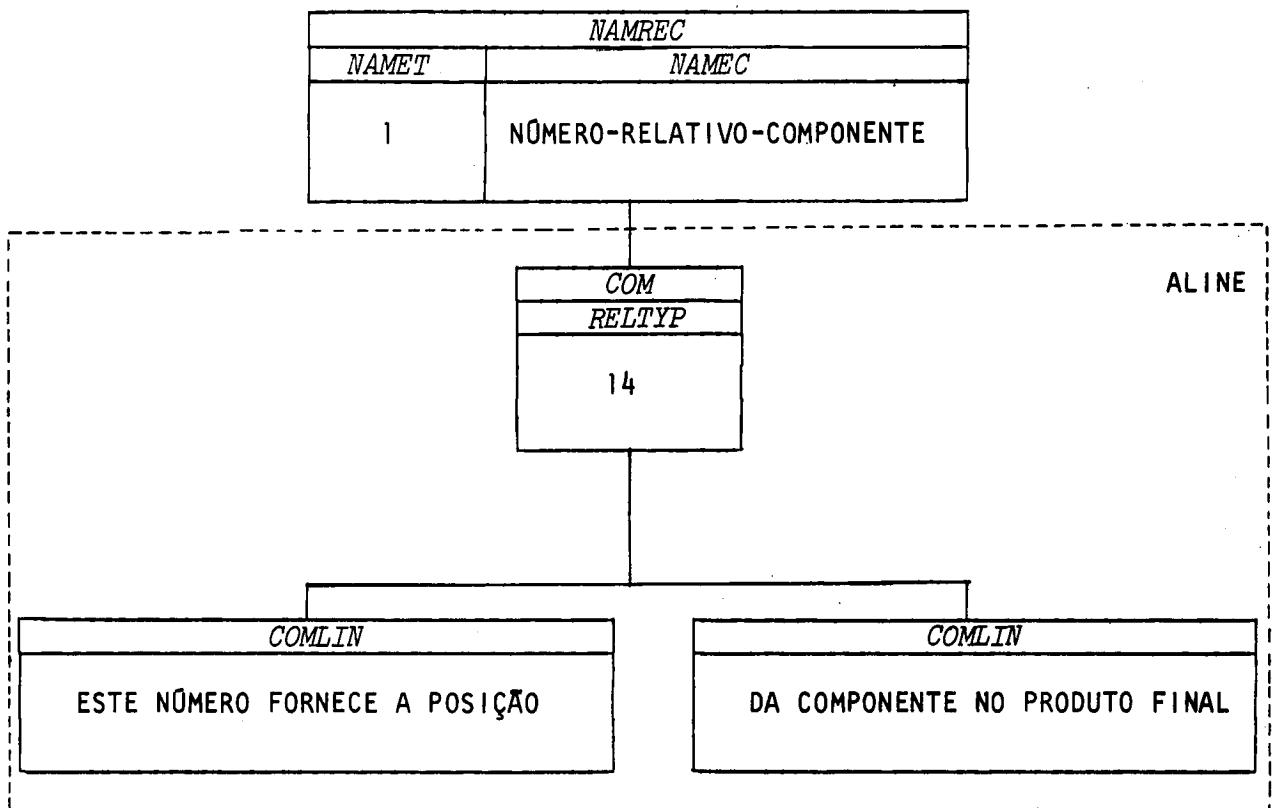 NAMREC
NAMET NAMEC
1 NÚMERO-RELATIVO-COMPONENTE
ALINE
COM
RELTYP
14
COMLIN COMLIN
ESTE NÚMERO FORNECE A POSIÇÃO DA COMPONENTE NO PRODUTO FINAL